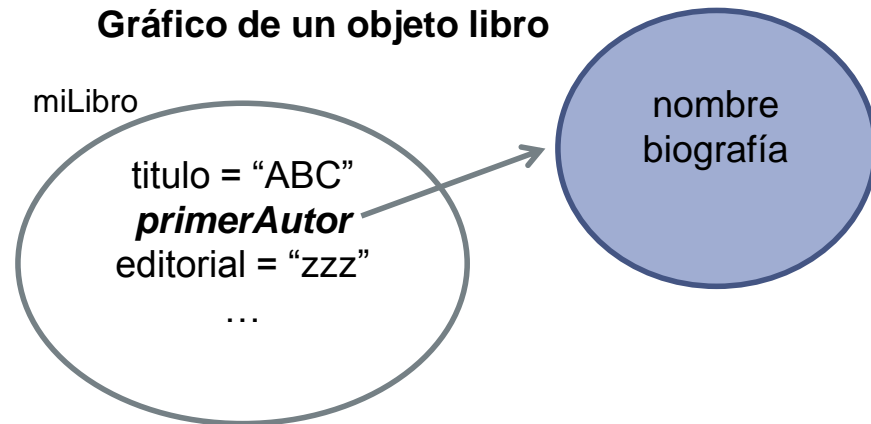 Gráfico de un objeto libro
miLibro
titulo = “ABC”
primerAutor
editorial = “zzz”
…
nombre
biografía